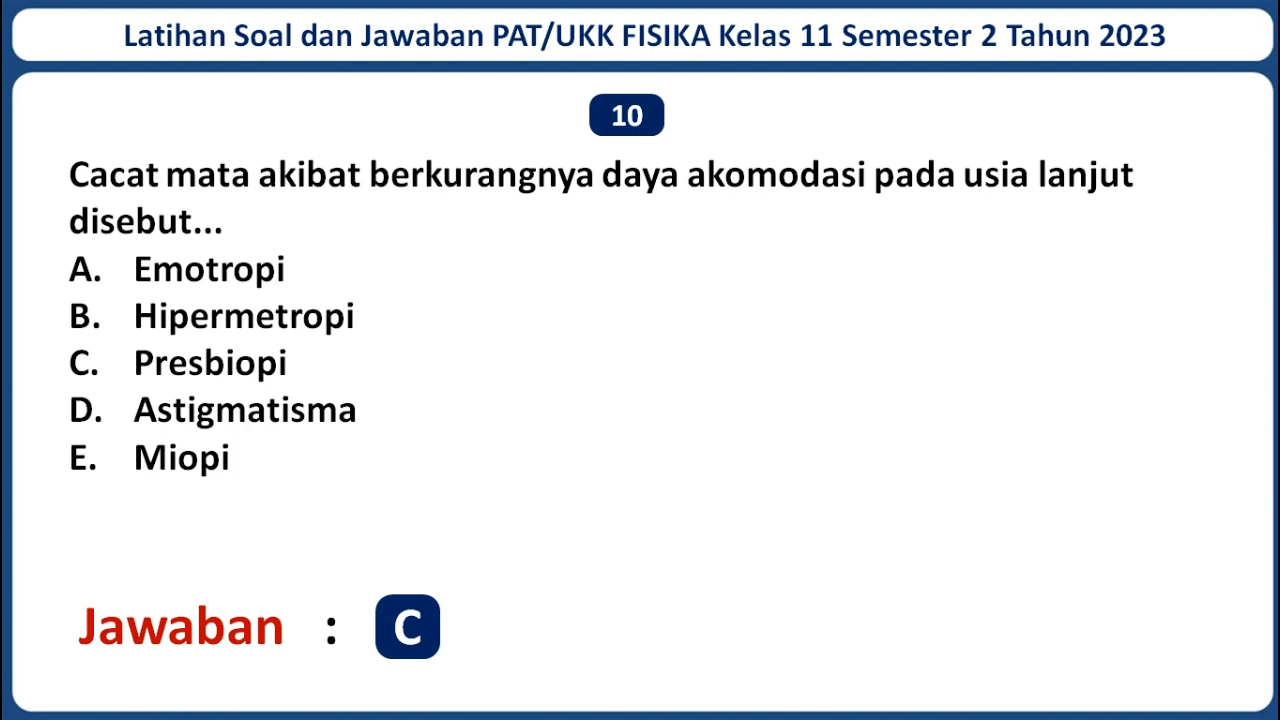 Latihan Soal dan Jawaban PAT/UKK FISIKA Kelas 11 Semester 2 Tahun 2023
10
Cacat mata akibat berkurangnya daya akomodasi pada usia lanjut
disebut...
A. Emotropi
B. Hipermetropi
C. Presbiopi
D. Astigmatisma
E. Miopi
Jawaban : C